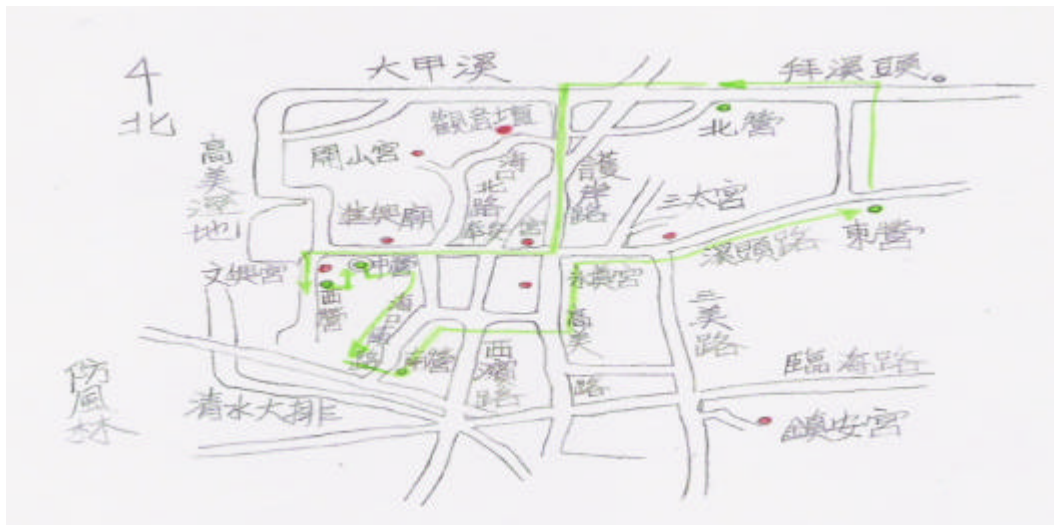 大甲溪
拜溪頭
北
高美溼地
觀音壇
北營
開山宮
海口北路
護岸路
三太宮
進興廟
奉安宮
東營
溪頭路
文興宮
中營
永興宮
西營
海口南路
高美路
三美路
南營
西濱路
臨海路
防風林
清水大排
鎮安宮